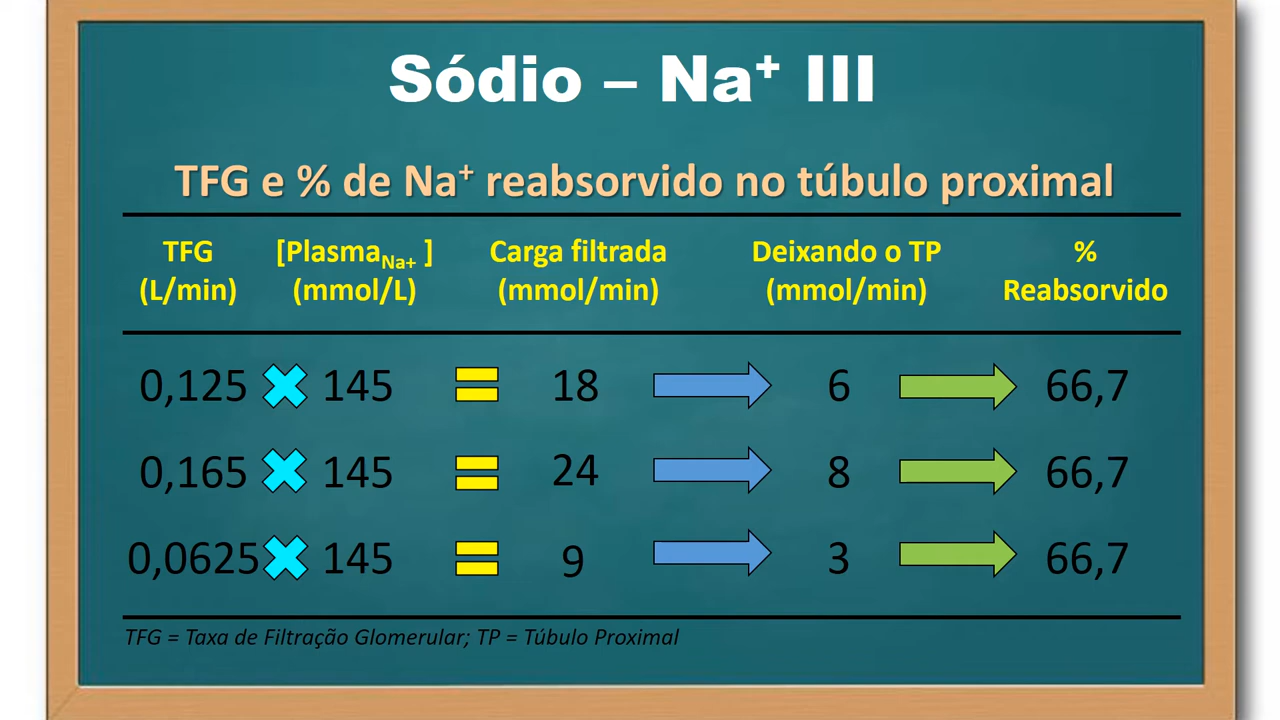 Sódio – Na⁺ III
TFG e % de Na⁺ reabsorvido no túbulo proximal
TFG (L/min) [Plasma Na+ ] (mmol/L) Carga filtrada (mmol/min) Deixando o TP (mmol/min) % Reabsorvido
0,125 145 18 6 66,7
0,165 145 24 8 66,7
0,0625 145 9 3 66,7
TFG = Taxa de Filtração Glomerular; TP = Túbulo Proximal